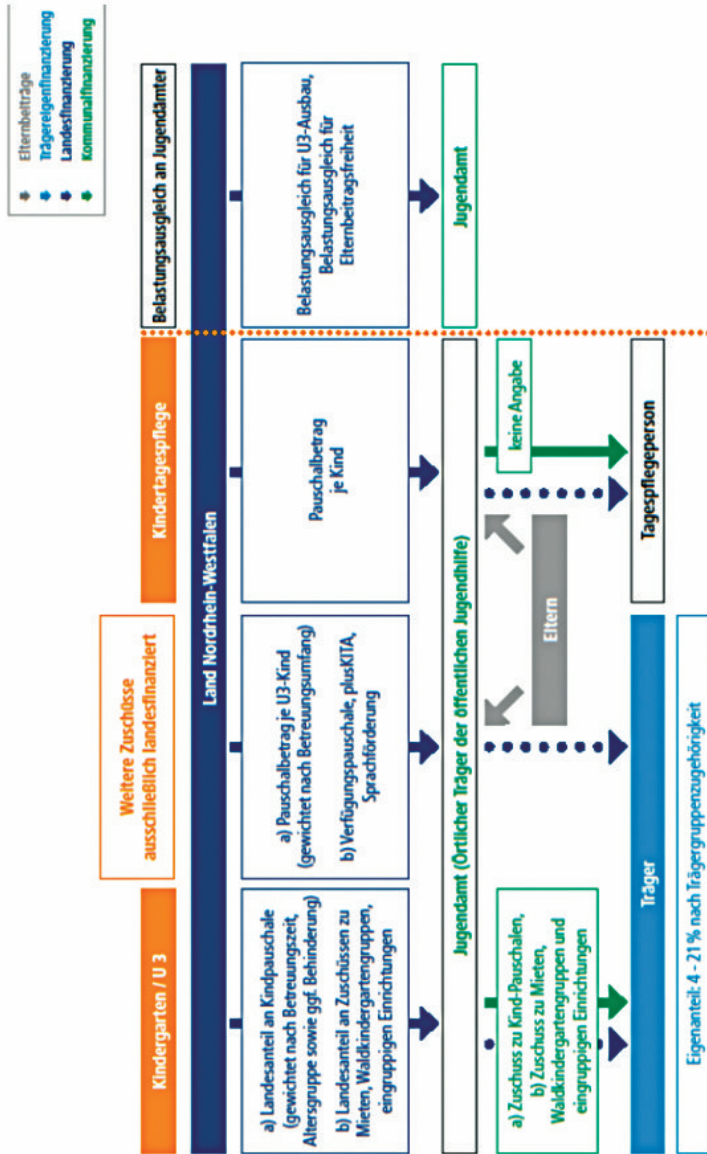 Elternbeiträge
Trägereigenfinanzierung
Landesfinanzierung
Kommunalfinanzierung
Kindergarten / U 3
Weitere Zuschüsse
ausschließlich landesfinanziert
Kindertagespflege
Belastungsausgleich an Jugendämter
Land Nordrhein-Westfalen
a) Landesanteil an Kindpauschale
(gewichtet nach Betreuungszeit,
Altersgruppe sowie ggf. Behinderung)
b) Landesanteil an Zuschüssen zu
Mieten, Waldkindergartengruppen,
eingruppigen Einrichtungen
a) Pauschalbetrag je U3-Kind
(gewichtet nach Betreuungsumfang)
b) Verfügungspauschale, plusKITA,
Sprachförderung
Pauschalbetrag
je Kind
Belastungsausgleich für U3-Ausbau,
Belastungsausgleich für
Elternbeitragsfreiheit
Jugendamt (Örtlicher Träger der öffentlichen Jugendhilfe)
Jugendamt
a) Zuschuss zu Kind-Pauschalen,
b) Zuschuss zu Mieten,
Waldkindergartengruppen und
eingruppigen Einrichtungen
Eltern
keine Angabe
Träger
Tagespflegeperson
Eigenanteil: 4 - 21 % nach Trägergruppenzugehörigkeit